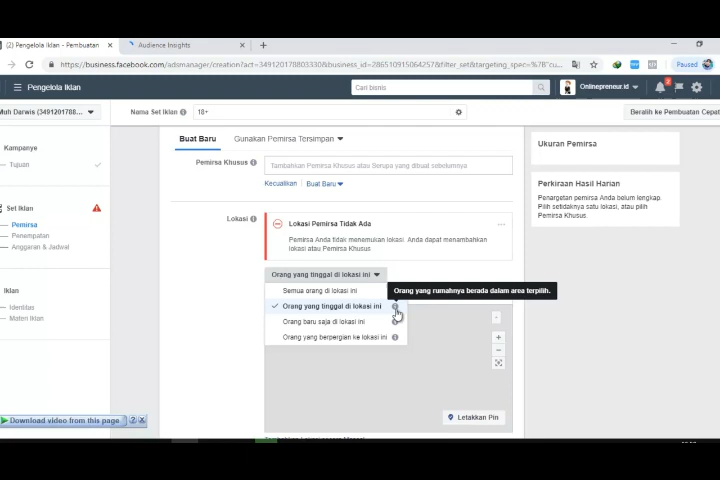 (2) Pengelola Iklan - Pembuatan
Audience Insights
https://business.facebook.com/adsmanager/creation?act=349120178803330&business_id=286510915064257&filter_set&targeting_spec=%7B"cu...
Paused
Pengelola Iklan
Cari bisnis
Onlinepreneur.id
Muh Darwis (3491201788...
Nama Set Iklan
18+
Beralih ke Pembuatan Cepat
Kampanye
Tujuan
Set Iklan
Pemirsa
Penempatan
Anggaran & Jadwal
Iklan
Identitas
Materi Iklan
Buat Baru
Gunakan Pemirsa Tersimpan
Pemirsa Khusus
Tambahkan Pemirsa Khusus atau Serupa yang dibuat sebelumnya
Kecualikan
Buat Baru
Lokasi
Lokasi Pemirsa Tidak Ada
Pemirsa Anda tidak menemukan lokasi. Anda dapat menambahkan
lokasi atau Pemirsa Khusus
Orang yang tinggal di lokasi ini
Semua orang di lokasi ini
Orang yang tinggal di lokasi ini
Orang baru saja di lokasi ini
Orang yang berpergian ke lokasi ini
Orang yang rumahnya berada dalam area terpilih.
Letakkan Pin
Ukuran Pemirsa
Perkiraan Hasil Harian
Penargetan pemirsa belum lengkap.
Pilih setidaknya satu lokasi, atau pilih
Pemirsa Khusus.
Download video from this page